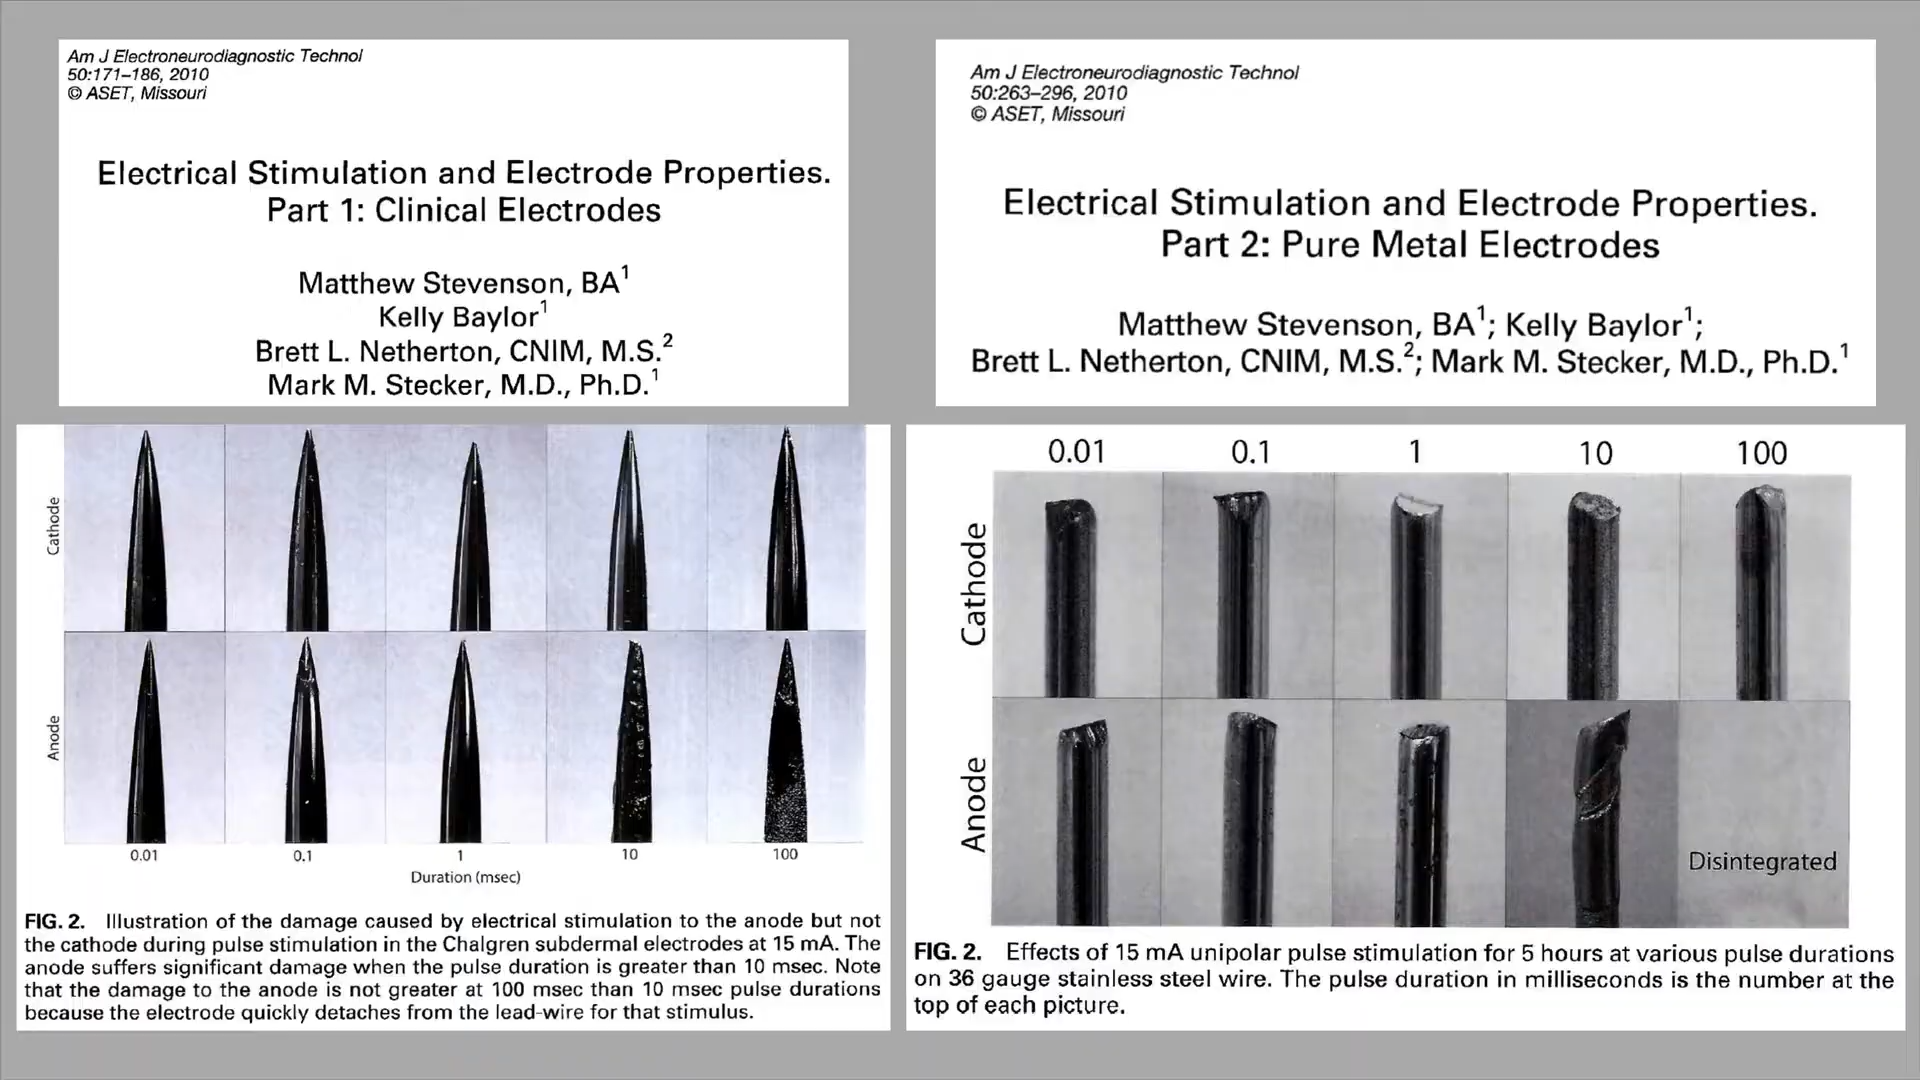 Am J Electroneurodiagnostic Technol
50:171–186, 2010
© ASET, Missouri
Electrical Stimulation and Electrode Properties.
Part 1: Clinical Electrodes
Matthew Stevenson, BA1
Kelly Baylor1
Brett L. Netherton, CNIM, M.S.2
Mark M. Stecker, M.D., Ph.D.1
Cathode
Anode
0.01 0.1 1 10 100
Duration (msec)
FIG. 2. Illustration of the damage caused by electrical stimulation to the anode but not
the cathode during pulse stimulation in the Chalgren subdermal electrodes at 15 mA. The
anode suffers significant damage when the pulse duration is greater than 10 msec. Note
that the damage to the anode is not greater at 100 msec than 10 msec pulse durations
because the electrode quickly detaches from the lead-wire for that stimulus.
Am J Electroneurodiagnostic Technol
50:263–296, 2010
© ASET, Missouri
Electrical Stimulation and Electrode Properties.
Part 2: Pure Metal Electrodes
Matthew Stevenson, BA1; Kelly Baylor1;
Brett L. Netherton, CNIM, M.S.2; Mark M. Stecker, M.D., Ph.D.1
0.01 0.1 1 10 100
Cathode
Anode
Disintegrated
FIG. 2. Effects of 15 mA unipolar pulse stimulation for 5 hours at various pulse durations
on 36 gauge stainless steel wire. The pulse duration in milliseconds is the number at the
top of each picture.